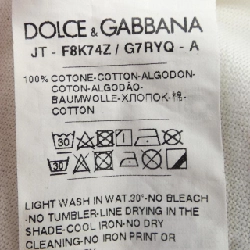 DOLCE & GABBANA
JT - F8K74Z / G7RYQ - A
100% COTONE-COTTON-ALGODON-
COTON-ALGODÃO-
BAUMWOLLE-ХЛОПОК-棉-
COTTON
30
30
LIGHT WASH IN WAT.30°-NO BLEACH
-NO TUMBLER-LINE DRYING IN THE
SHADE-COOL IRON-NO DRY
CLEANING-NO IRON PRINT OR